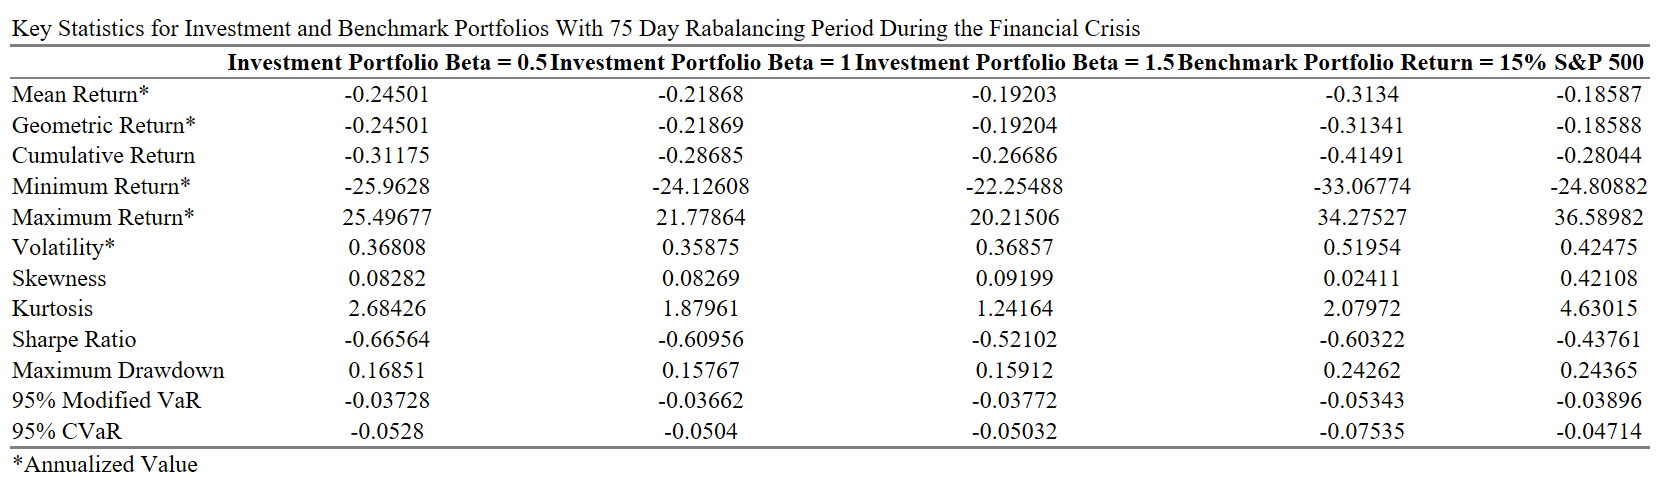 Key Statistics for Investment and Benchmark Portfolios With 75 Day Rabalancing Period During the Financial Crisis
Investment Portfolio Beta = 0.5 Investment Portfolio Beta = 1 Investment Portfolio Beta = 1.5 Benchmark Portfolio Return = 15% S&P 500
Mean Return* -0.24501 -0.21868 -0.19203 -0.3134 -0.18587
Geometric Return* -0.24501 -0.21869 -0.19204 -0.31341 -0.18588
Cumulative Return -0.31175 -0.28685 -0.26686 -0.41491 -0.28044
Minimum Return* -25.9628 -24.12608 -22.25488 -33.06774 -24.80882
Maximum Return* 25.49677 21.77864 20.21506 34.27527 36.58982
Volatility* 0.36808 0.35875 0.36857 0.51954 0.42475
Skewness 0.08282 0.08269 0.09199 0.02411 0.42108
Kurtosis 2.68426 1.87961 1.24164 2.07972 4.63015
Sharpe Ratio -0.66564 -0.60956 -0.52102 -0.60322 -0.43761
Maximum Drawdown 0.16851 0.15767 0.15912 0.24262 0.24365
95% Modified VaR -0.03728 -0.03662 -0.03772 -0.05343 -0.03896
95% CVaR -0.0528 -0.0504 -0.05032 -0.07535 -0.04714
*Annualized Value